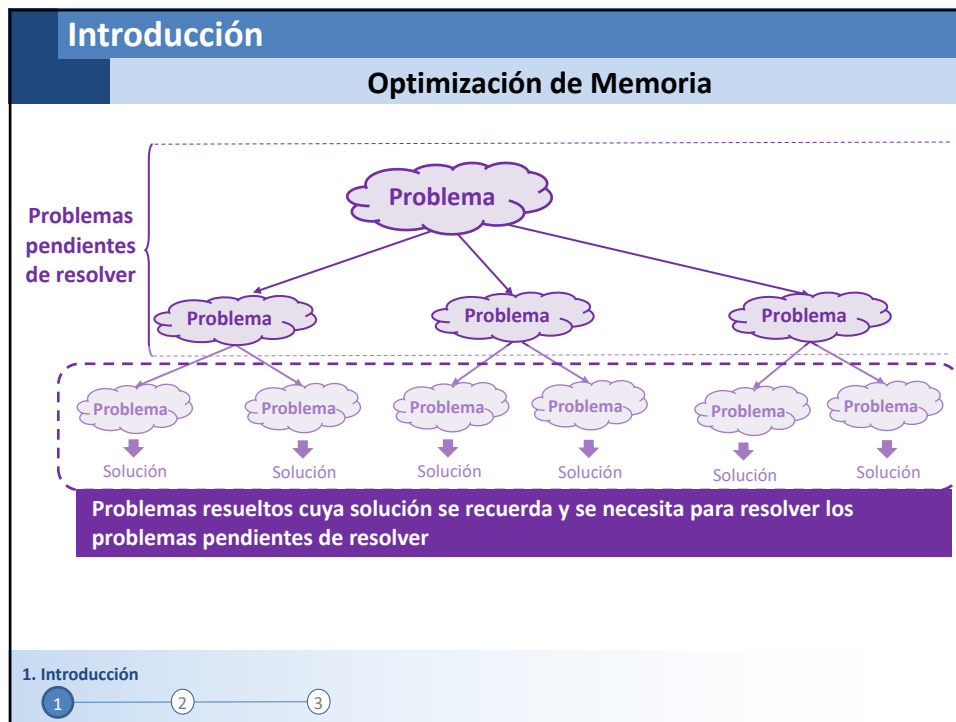 Introducción
Optimización de Memoria
Problema
Problemas
pendientes
de resolver
Problema
Problema
Problema
Problema
Problema
Problema
Problema
Problema
Problema
Solución
Solución
Solución
Solución
Solución
Solución
Problemas resueltos cuya solución se recuerda y se necesita para resolver los
problemas pendientes de resolver
1. Introducción
1
2
3